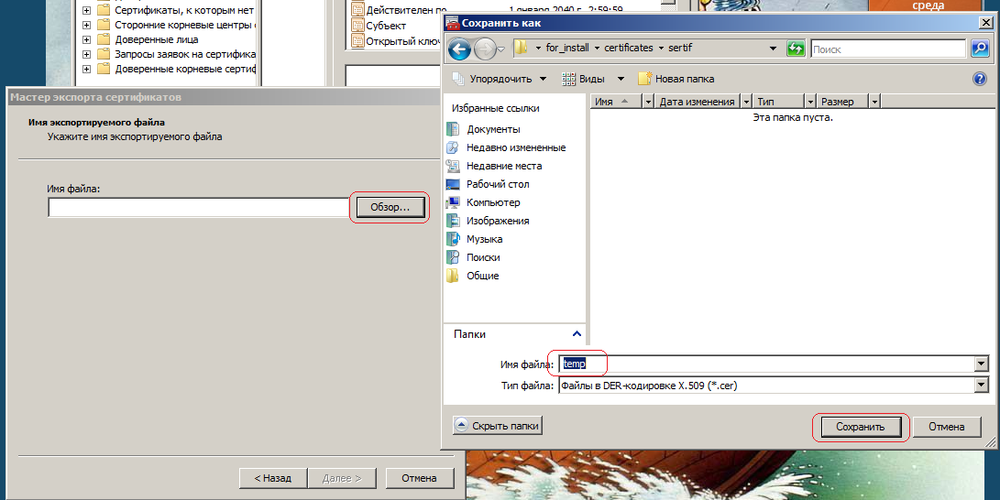 Сертификаты, к которым нет
Сторонние корневые центры
Доверенные лица
Запросы заявок на сертифика
Доверенные корневые сертиф
Действителен по
1 января 2040 г. 2:59:59
Субъект
Открытый ключ
среда
Мастер экспорта сертификатов
Имя экспортируемого файла
Укажите имя экспортируемого файла
Имя файла:
Обзор...
< Назад
Далее >
Отмена
Сохранить как
for_install
certificates
sertif
Поиск
Упорядочить
Виды
Новая папка
Избранные ссылки
Документы
Недавно измененные
Недавние места
Рабочий стол
Компьютер
Изображения
Музыка
Поиски
Общие
Папки
Имя
Дата изменения
Тип
Размер
Эта папка пуста.
Имя файла:
temp
Тип файла:
Файлы в DER-кодировке X.509 (*.cer)
Скрыть папки
Сохранить
Отмена